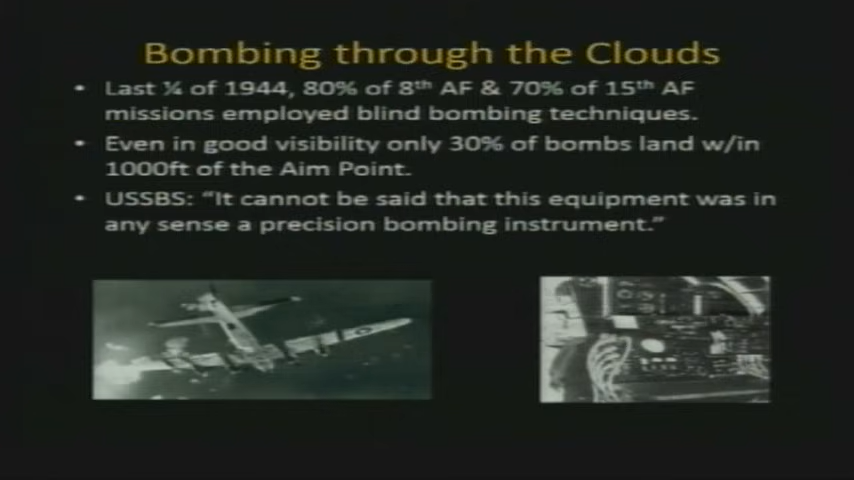 Bombing through the Clouds
• Last ¼ of 1944, 80% of 8th AF & 70% of 15th AF
missions employed blind bombing techniques.
• Even in good visibility only 30% of bombs land w/in
1000ft of the Aim Point.
• USSBS: “It cannot be said that this equipment was in
any sense a precision bombing instrument.”